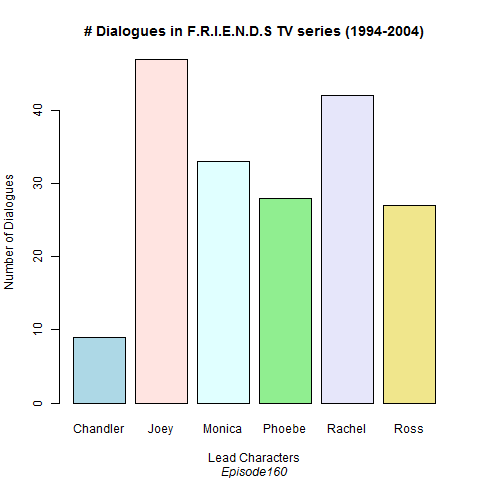 # Dialogues in F.R.I.E.N.D.S TV series (1994-2004)
Number of Dialogues
40
30
20
10
0
Chandler Joey Monica Phoebe Rachel Ross
Lead Characters
Episode160